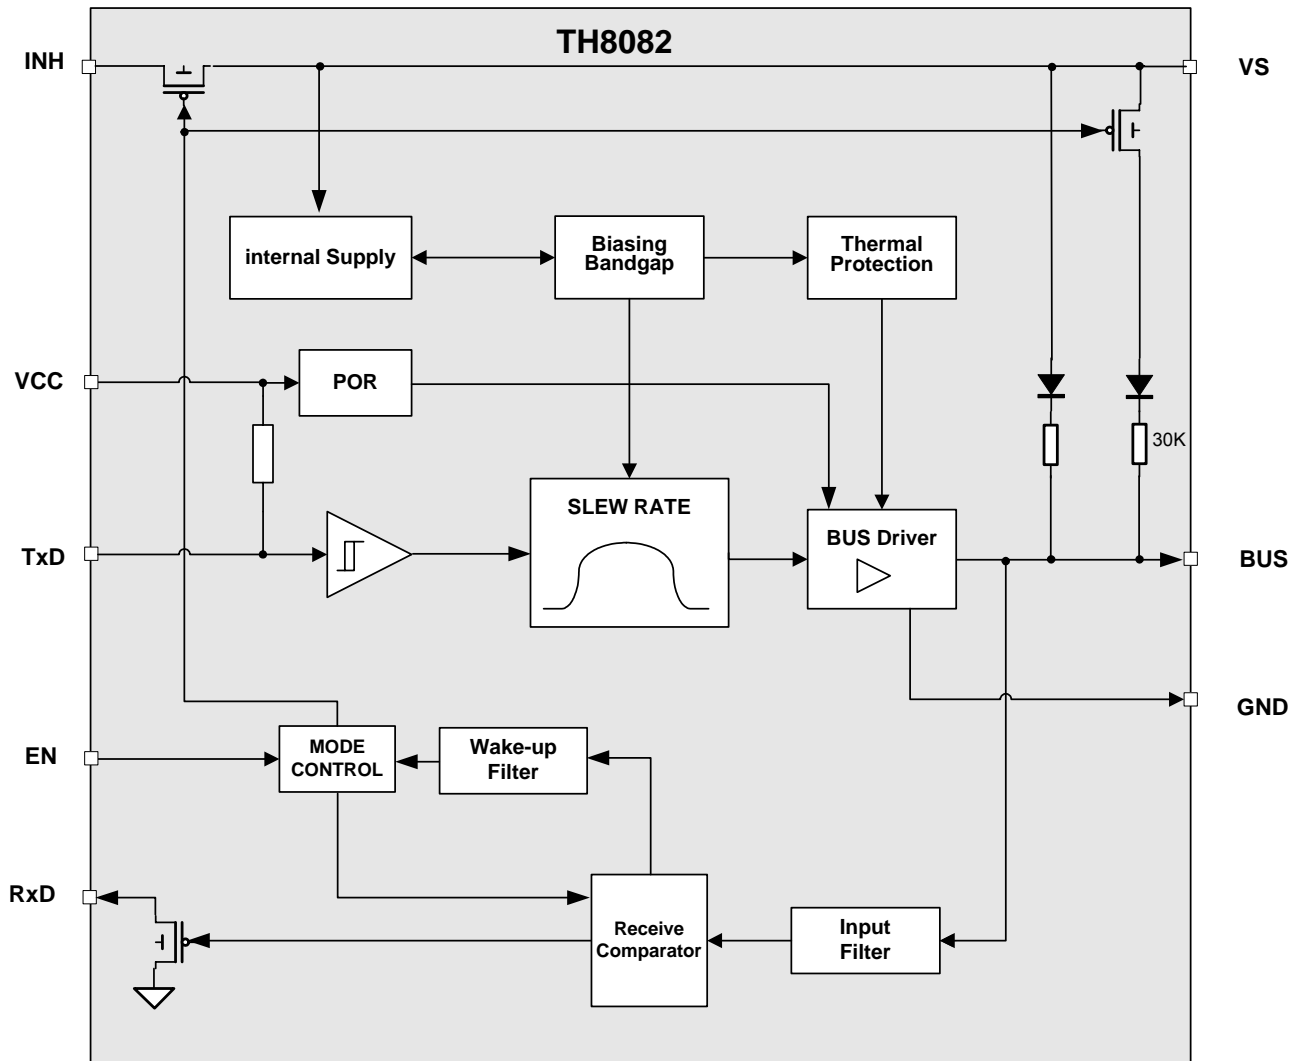 TH8082
INH
VS
internal Supply
Biasing
Bandgap
Thermal
Protection
VCC
POR
30K
SLEW RATE
TxD
BUS Driver
BUS
GND
EN
MODE
CONTROL
Wake-up
Filter
RxD
Receive
Comparator
Input
Filter